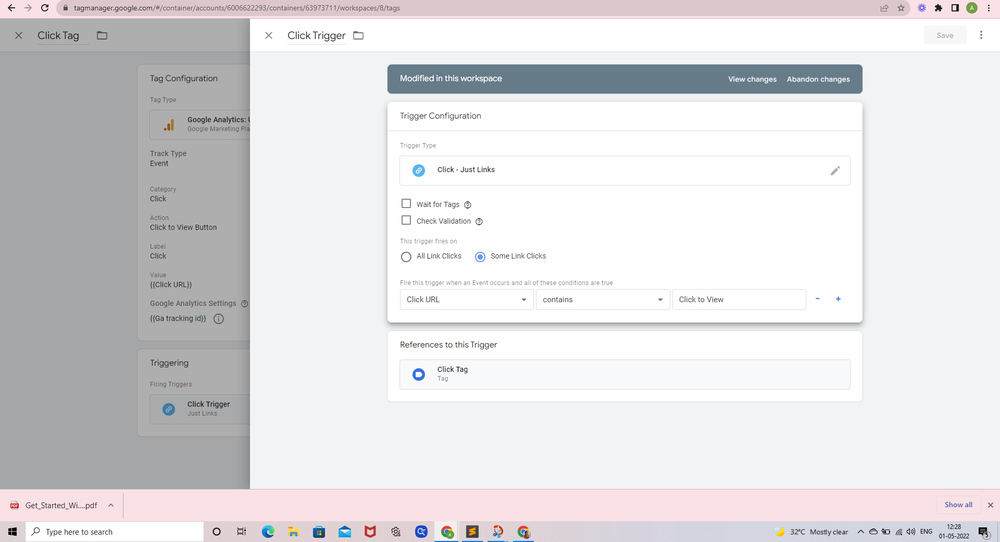 tagmanager.google.com/#/container/accounts/6006622293/containers/63973711/workspaces/8/tags
A
Click Tag
Tag Configuration
Tag Type
Google Analytics: U
Google Marketing Pla
Track Type
Event
Category
Click
Action
Click to View Button
Label
Click
Value
{{Click URL}}
Google Analytics Settings
{{Ga tracking id}}
Triggering
Firing Triggers
Click Trigger
Just Links
Click Trigger
Save
Modified in this workspace
View changes
Abandon changes
Trigger Configuration
Trigger Type
Click - Just Links
Wait for Tags
Check Validation
This trigger fires on
All Link Clicks
Some Link Clicks
Fire this trigger when an Event occurs and all of these conditions are true
Click URL
contains
Click to View
- +
References to this Trigger
Click Tag
Tag
PDF
Get_Started_Wi....pdf
Show all
Type here to search
A
32°C Mostly clear
ENG
12:28
01-05-2022
5